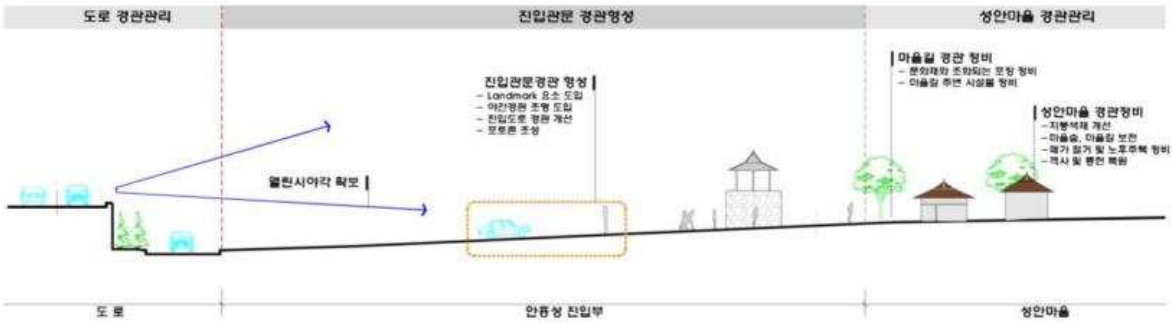 도로 경관관리
진입관문 경관형성
성안마을 경관관리
진입관문경관 형성
- Landmark 요소 도입
- 야간경관 조명 도입
- 진입도로 경관 개선
- 포토존 조성
마을길 경관 정비
- 문화재와 조화되는 포장 정비
- 마을길 주변 시설물 정비
성안마을 경관정비
- 지붕색채 개선
- 마을숲, 마을길 보전
- 폐가 철거 및 노후주택 정비
- 객사 및 동헌 복원
열린시야각 확보
도로
안흥성 진입부
성안마을